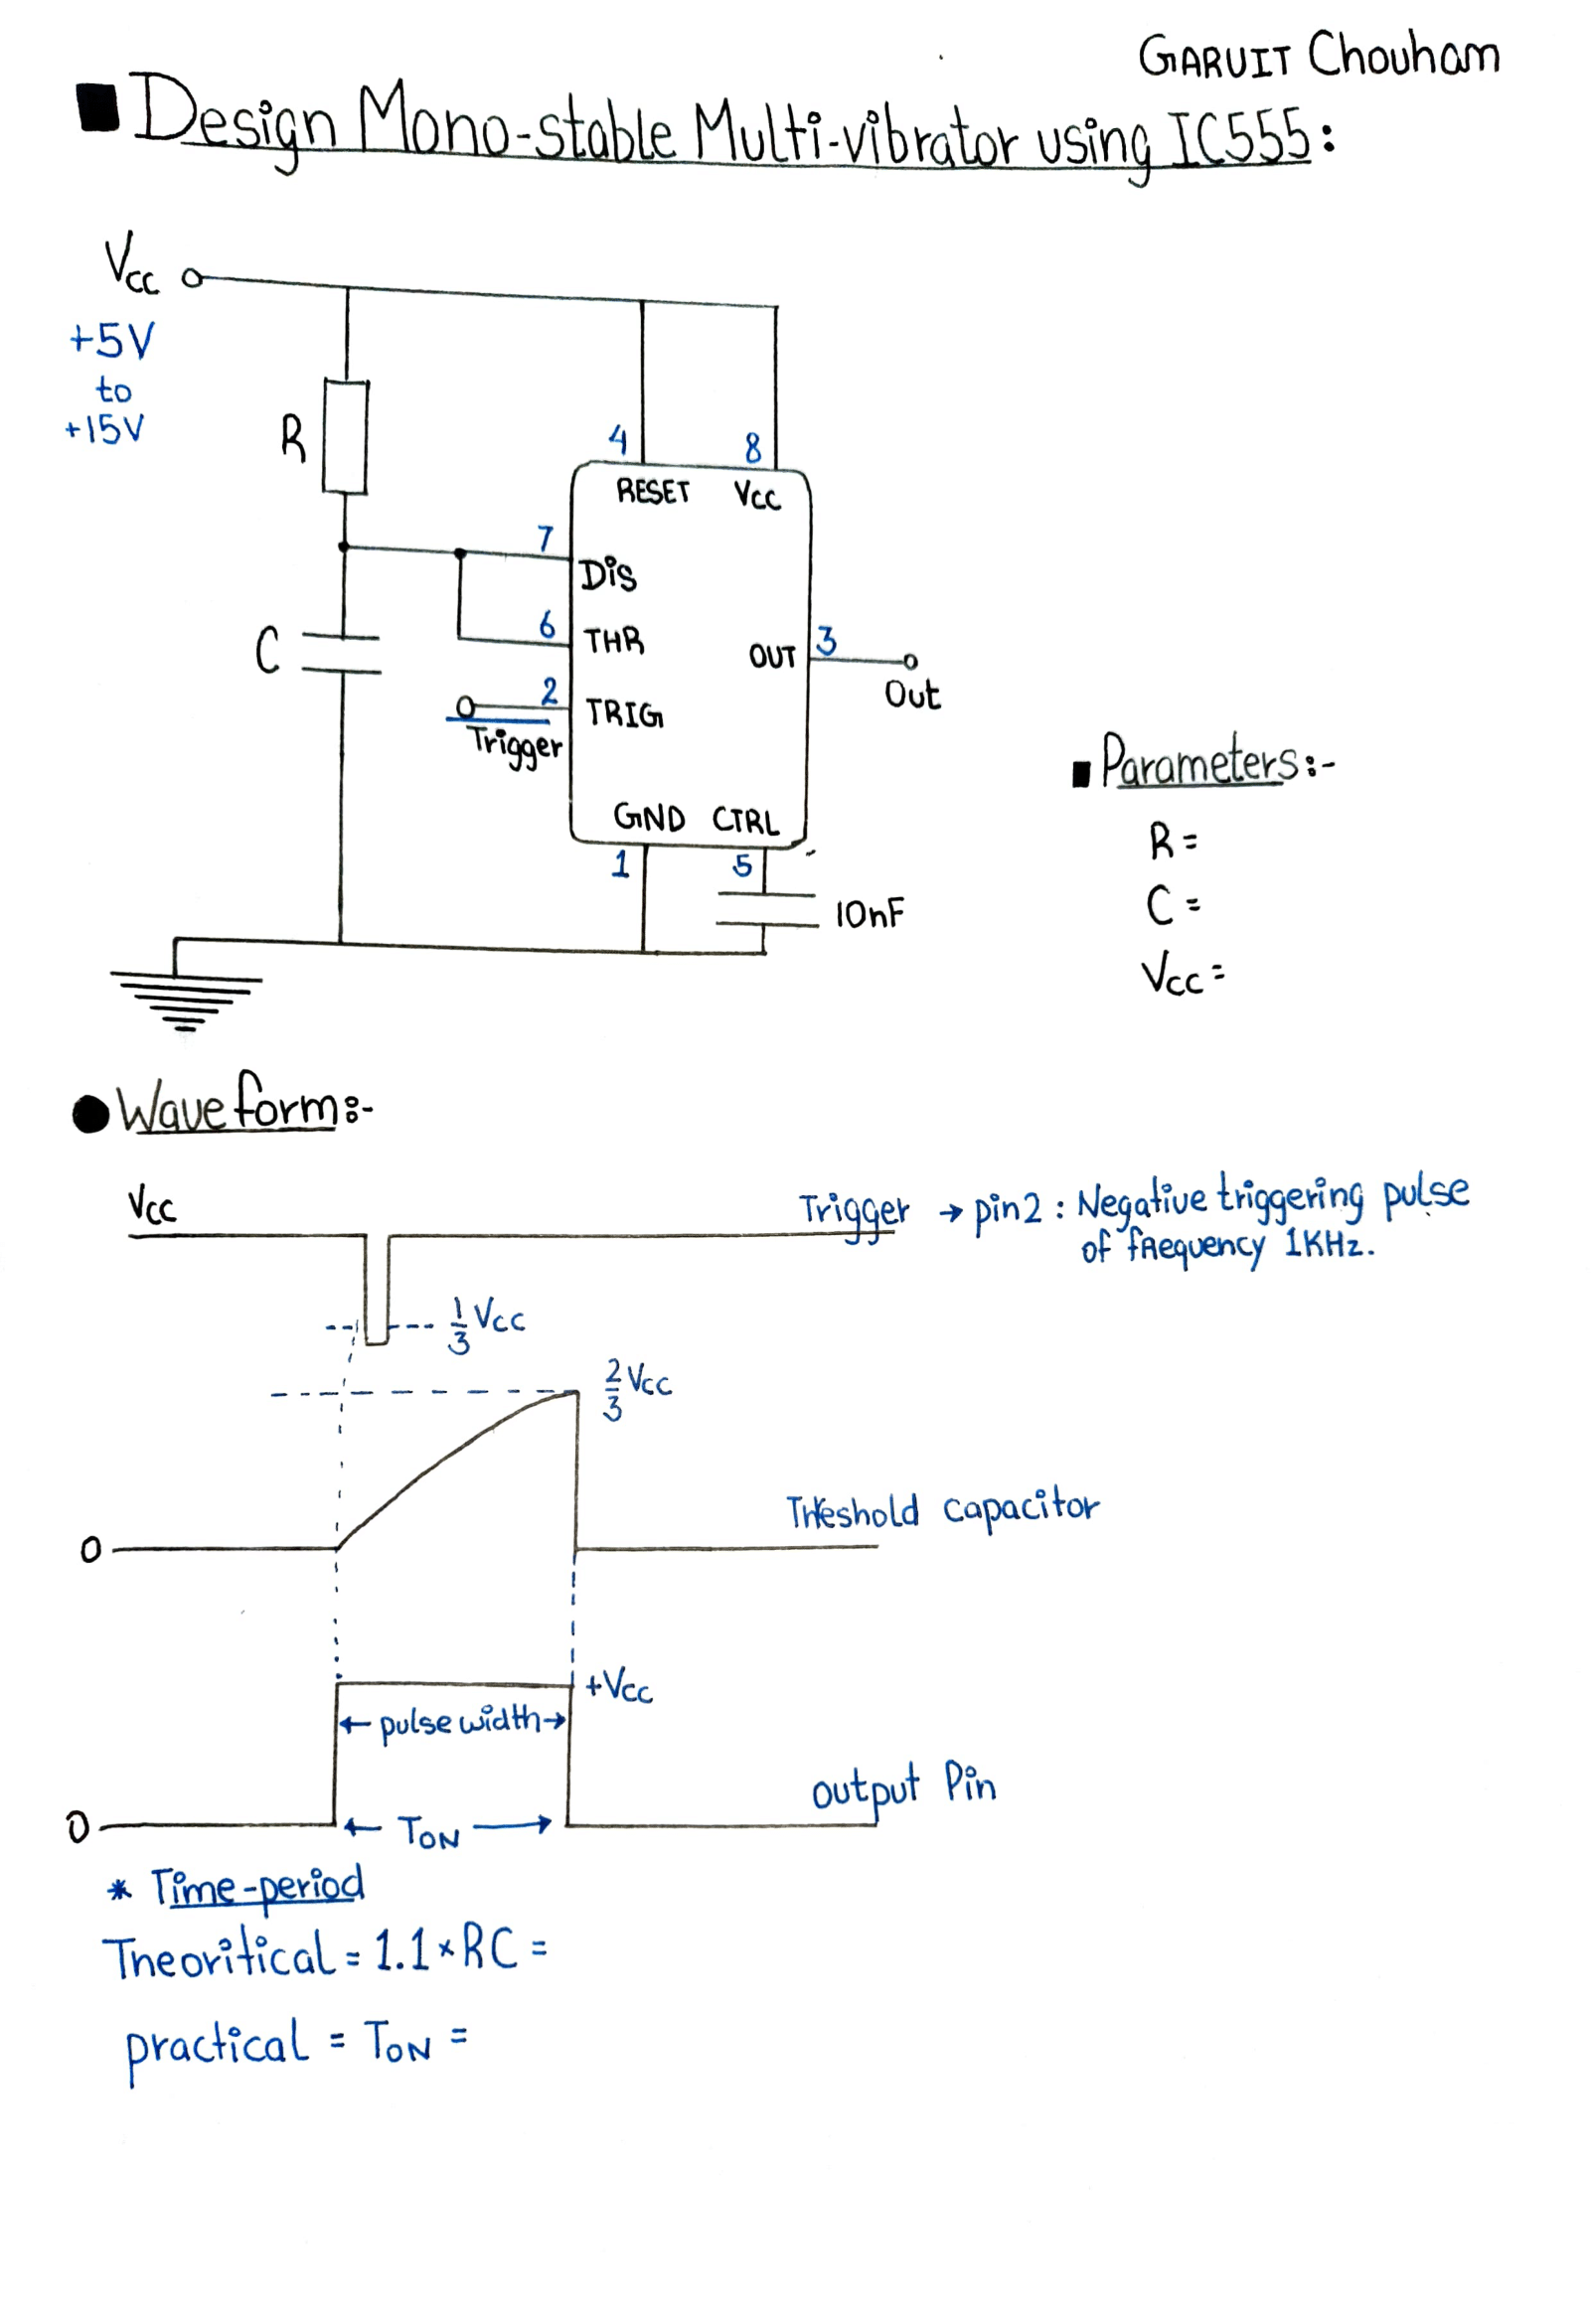 GARUIT Chouham
Design Mono-stable Multi-vibrator using IC555:
Vcc
+5V
to
+15V
R
4
8
RESET Vcc
7
Dis
6
THR
C
OUT
3
Out
2
TRIG
Trigger
GND CTRL
1
5
10nF
Parameters:-
R =
C =
Vcc =
Waveform:-
Vcc
Trigger → pin2 : Negative triggering pulse
of frequency 1KHz.
1/3 Vcc
2/3 Vcc
Threshold capacitor
0
+Vcc
← pulse width →
output Pin
0
← TON →
* Time-period
Theoritical = 1.1 × RC =
practical = TON =